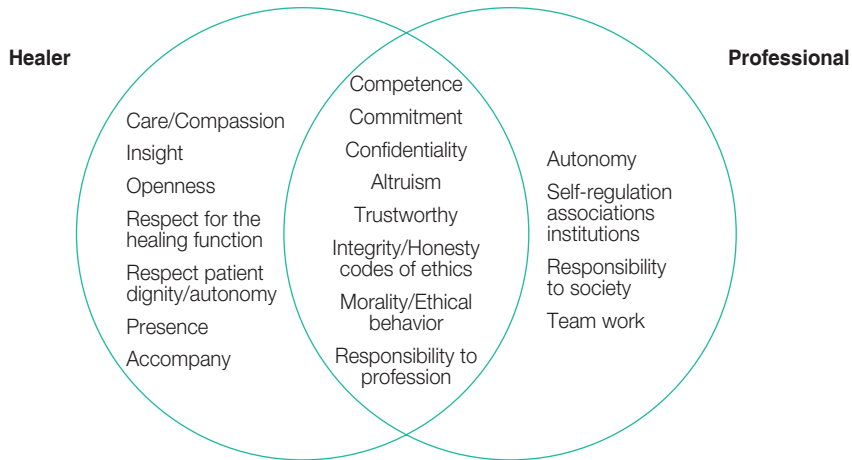 Healer
Professional
Care/Compassion
Insight
Openness
Respect for the
healing function
Respect patient
dignity/autonomy
Presence
Accompany
Competence
Commitment
Confidentiality
Altruism
Trustworthy
Integrity/Honesty
codes of ethics
Morality/Ethical
behavior
Responsibility to
profession
Autonomy
Self-regulation
associations
institutions
Responsibility
to society
Team work